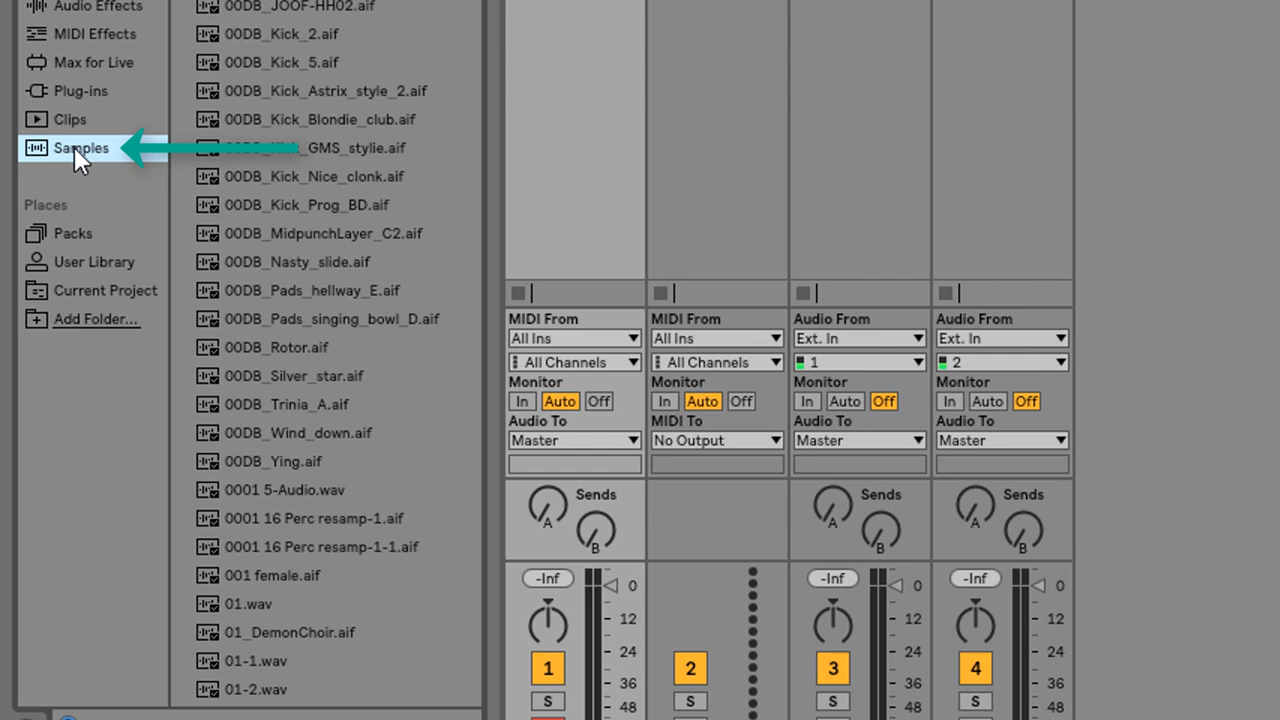 Audio Effects
MIDI Effects
Max for Live
Plug-ins
Clips
Samples
Places
Packs
User Library
Current Project
Add Folder...
00DB_JOOF-HH02.aif
00DB_Kick_2.aif
00DB_Kick_5.aif
00DB_Kick_Astrix_style_2.aif
00DB_Kick_Blondie_club.aif
00DB_Kick_GMS_stylie.aif
00DB_Kick_Nice_clonk.aif
00DB_Kick_Prog_BD.aif
00DB_MidpunchLayer_C2.aif
00DB_Nasty_slide.aif
00DB_Pads_hellway_E.aif
00DB_Pads_singing_bowl_D.aif
00DB_Rotor.aif
00DB_Silver_star.aif
00DB_Trinia_A.aif
00DB_Wind_down.aif
00DB_Ying.aif
0001 5-Audio.wav
0001 16 Perc resamp-1.aif
0001 16 Perc resamp-1-1.aif
001 female.aif
01.wav
01_DemonChoir.aif
01-1.wav
01-2.wav
MIDI From
All Ins
All Channels
Monitor
In Auto Off
Audio To
Master
Sends
A
B
-Inf
0
12
24
36
48
1
S
MIDI From
All Ins
All Channels
Monitor
In Auto Off
MIDI To
No Output
2
S
Audio From
Ext. In
1
Monitor
In Auto Off
Audio To
Master
Sends
A
B
-Inf
0
12
24
36
48
3
S
Audio From
Ext. In
2
Monitor
In Auto Off
Audio To
Master
Sends
A
B
-Inf
0
12
24
36
48
4
S